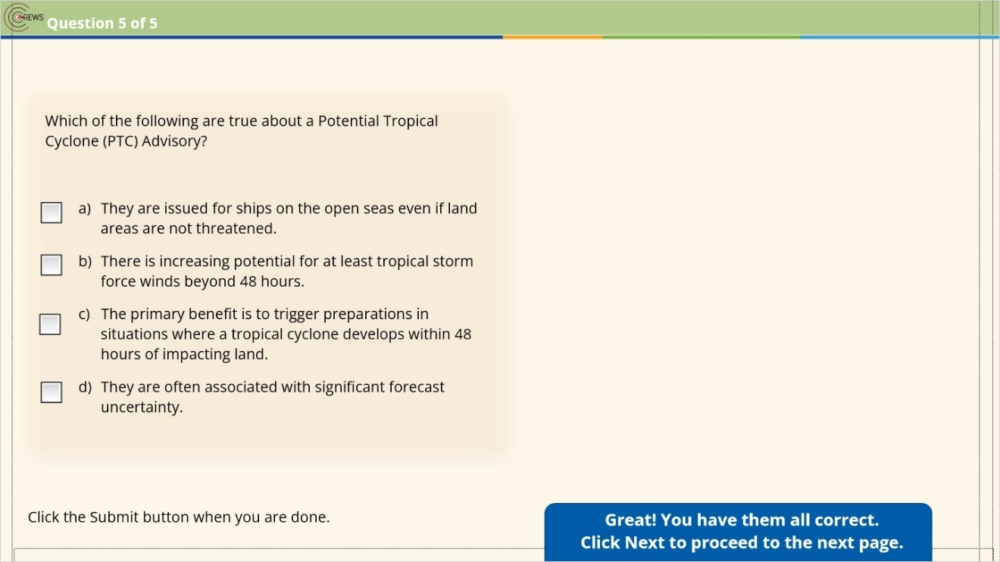 CREWS
Question 5 of 5
Which of the following are true about a Potential Tropical
Cyclone (PTC) Advisory?
a) They are issued for ships on the open seas even if land
areas are not threatened.
b) There is increasing potential for at least tropical storm
force winds beyond 48 hours.
c) The primary benefit is to trigger preparations in
situations where a tropical cyclone develops within 48
hours of impacting land.
d) They are often associated with significant forecast
uncertainty.
Click the Submit button when you are done.
Great! You have them all correct.
Click Next to proceed to the next page.